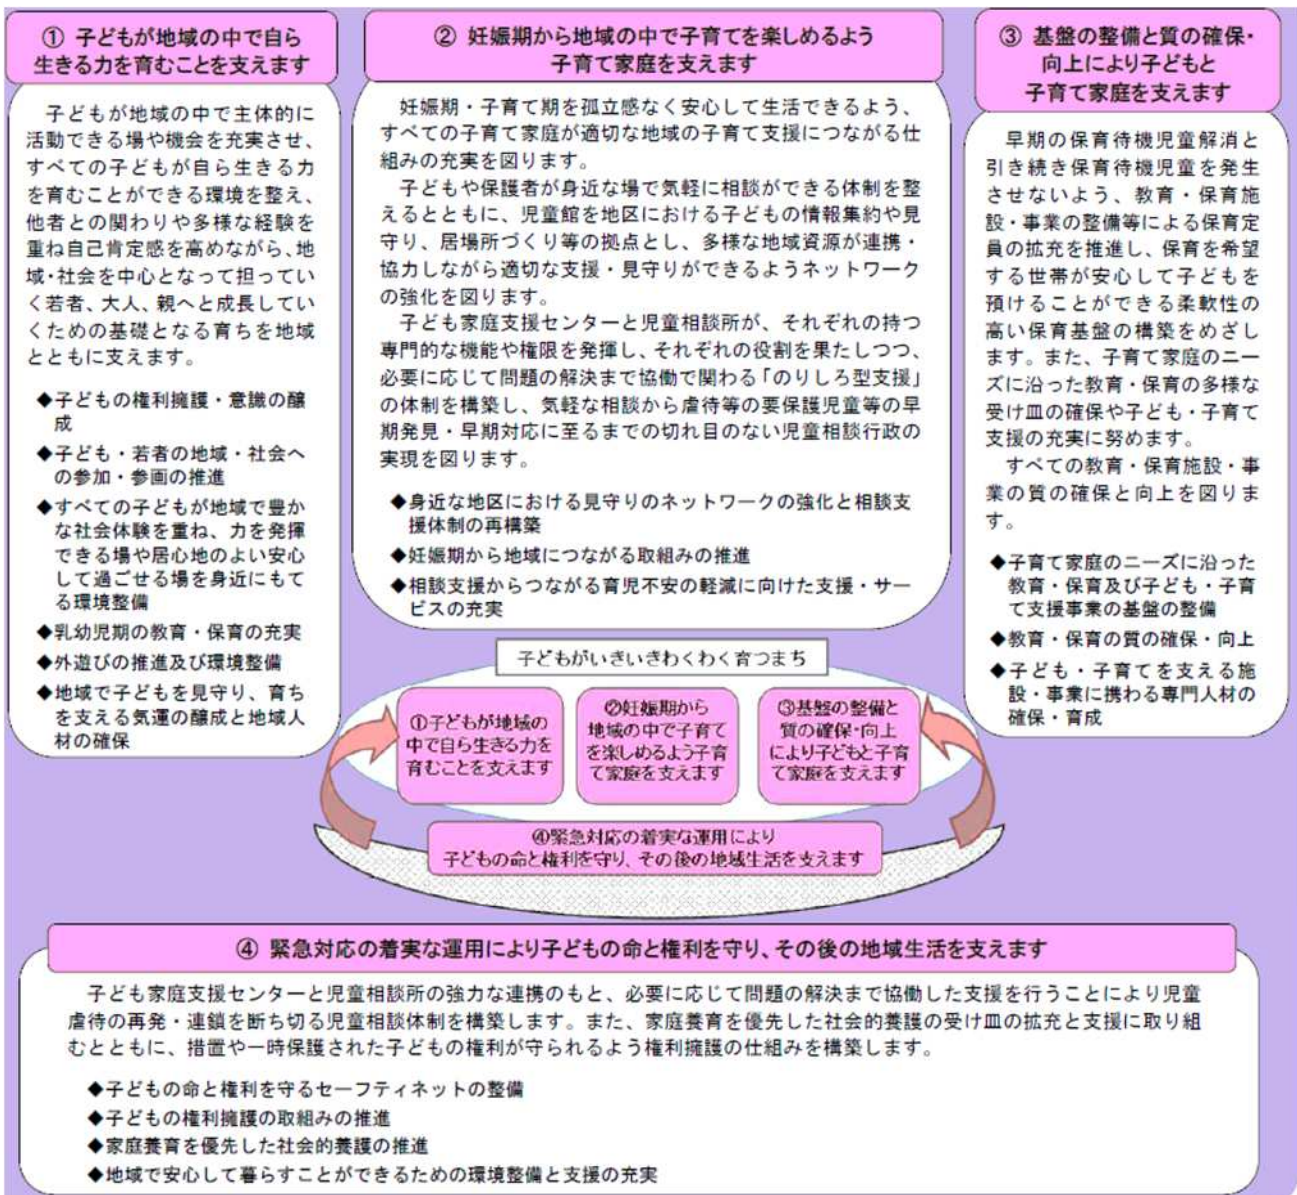 ① 子どもが地域の中で自ら
生きる力を育むことを支えます
子どもが地域の中で主体的に
活動できる場や機会を充実させ、
すべての子どもが自ら生きる力
を育むことができる環境を整え、
他者との関わりや多様な経験を
重ね自己肯定感を高めながら、地
域・社会を中心となって担ってい
く若者、大人、親へと成長してい
くための基礎となる育ちを地域
とともに支えます。
◆子どもの権利擁護・意識の醸
成
◆子ども・若者の地域・社会へ
の参加・参画の推進
◆すべての子どもが地域で豊か
な社会体験を重ね、力を発揮
できる場や居心地のよい安心
して過ごせる場を身近にもて
る環境整備
◆乳幼児期の教育・保育の充実
◆外遊びの推進及び環境整備
◆地域で子どもを見守り、育ち
を支える気運の醸成と地域人
材の確保
② 妊娠期から地域の中で子育てを楽しめるよう
子育て家庭を支えます
妊娠期・子育て期を孤立感なく安心して生活できるよう、
すべての子育て家庭が適切な地域の子育て支援につながる仕
組みの充実を図ります。
子どもや保護者が身近な場で気軽に相談ができる体制を整
えるとともに、児童館を地区における子どもの情報集約や見
守り、居場所づくり等の拠点とし、多様な地域資源が連携・
協力しながら適切な支援・見守りができるようネットワーク
の強化を図ります。
子ども家庭支援センターと児童相談所が、それぞれの持つ
専門的な機能や権限を発揮し、それぞれの役割を果たしつつ、
必要に応じて問題の解決まで協働で関わる「のりしろ型支援」
の体制を構築し、気軽な相談から虐待等の要保護児童等の早
期発見・早期対応に至るまでの切れ目のない児童相談行政の
実現を図ります。
◆身近な地区における見守りのネットワークの強化と相談支
援体制の再構築
◆妊娠期から地域につながる取組みの推進
◆相談支援からつながる育児不安の軽減に向けた支援・サー
ビスの充実
③ 基盤の整備と質の確保・
向上により子どもと
子育て家庭を支えます
早期の保育待機児童解消と
引き続き保育待機児童を発生
させないよう、教育・保育施
設・事業の整備等による保育定
員の拡充を推進し、保育を希望
する世帯が安心して子どもを
預けることができる柔軟性の
高い保育基盤の構築をめざし
ます。また、子育て家庭のニー
ズに沿った教育・保育の多様な
受け皿の確保や子ども・子育て
支援の充実に努めます。
すべての教育・保育施設・事
業の質の確保と向上を図りま
す。
◆子育て家庭のニーズに沿った
教育・保育及び子ども・子育
て支援事業の基盤の整備
◆教育・保育の質の確保・向上
◆子ども・子育てを支える施
設・事業に携わる専門人材の
確保・育成
子どもがいきいきわくわく育つまち
①子どもが地域の
中で自ら生きる力を
育むことを支えます
②妊娠期から
地域の中で子育て
を楽しめるよう子育
て家庭を支えます
③基盤の整備と
質の確保・向上
により子どもと子育
て家庭を支えます
④緊急対応の着実な運用により
子どもの命と権利を守り、その後の地域生活を支えます
④ 緊急対応の着実な運用により子どもの命と権利を守り、その後の地域生活を支えます
子ども家庭支援センターと児童相談所の強力な連携のもと、必要に応じて問題の解決まで協働した支援を行うことにより児童
虐待の再発・連鎖を断ち切る児童相談体制を構築します。また、家庭養育を優先した社会的養護の受け皿の拡充と支援に取り組
むとともに、措置や一時保護された子どもの権利が守られるよう権利擁護の仕組みを構築します。
◆子どもの命と権利を守るセーフティネットの整備
◆子どもの権利擁護の取組みの推進
◆家庭養育を優先した社会的養護の推進
◆地域で安心して暮らすことができるための環境整備と支援の充実